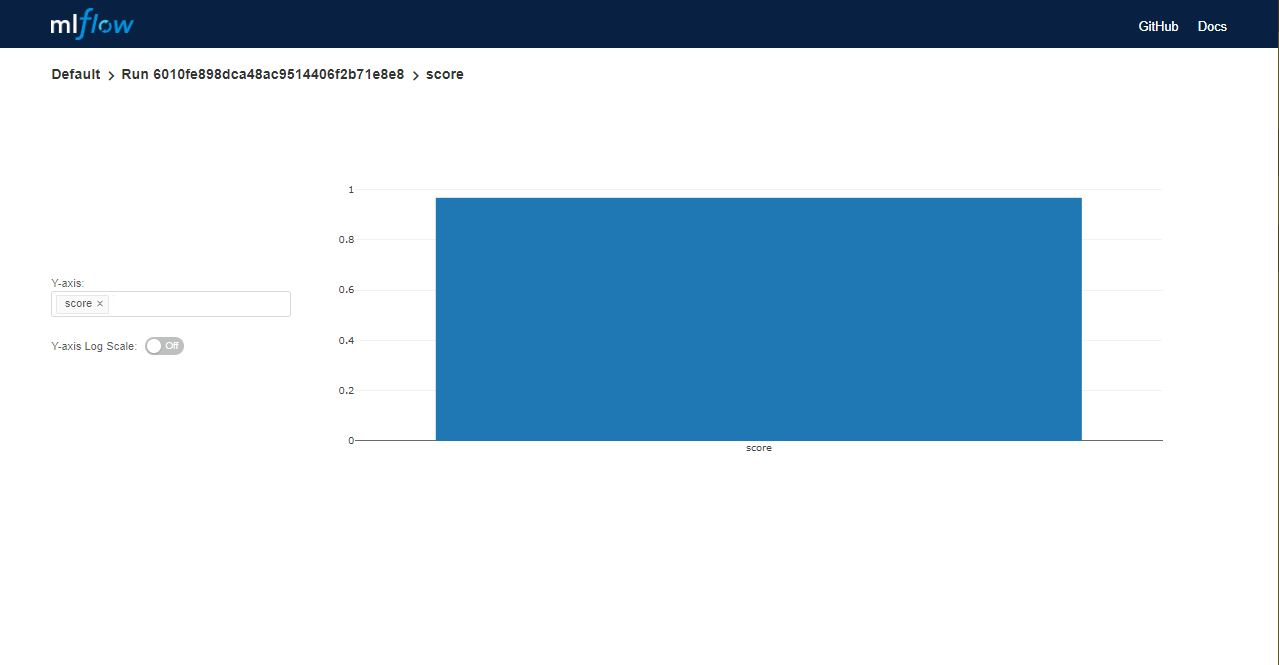 mlflow
GitHub Docs
Default > Run 6010fe898dca48ac9514406f2b71e8e8 > score
1
0.8
0.6
0.4
0.2
0
score
Y-axis:
score ×
Y-axis Log Scale: Off